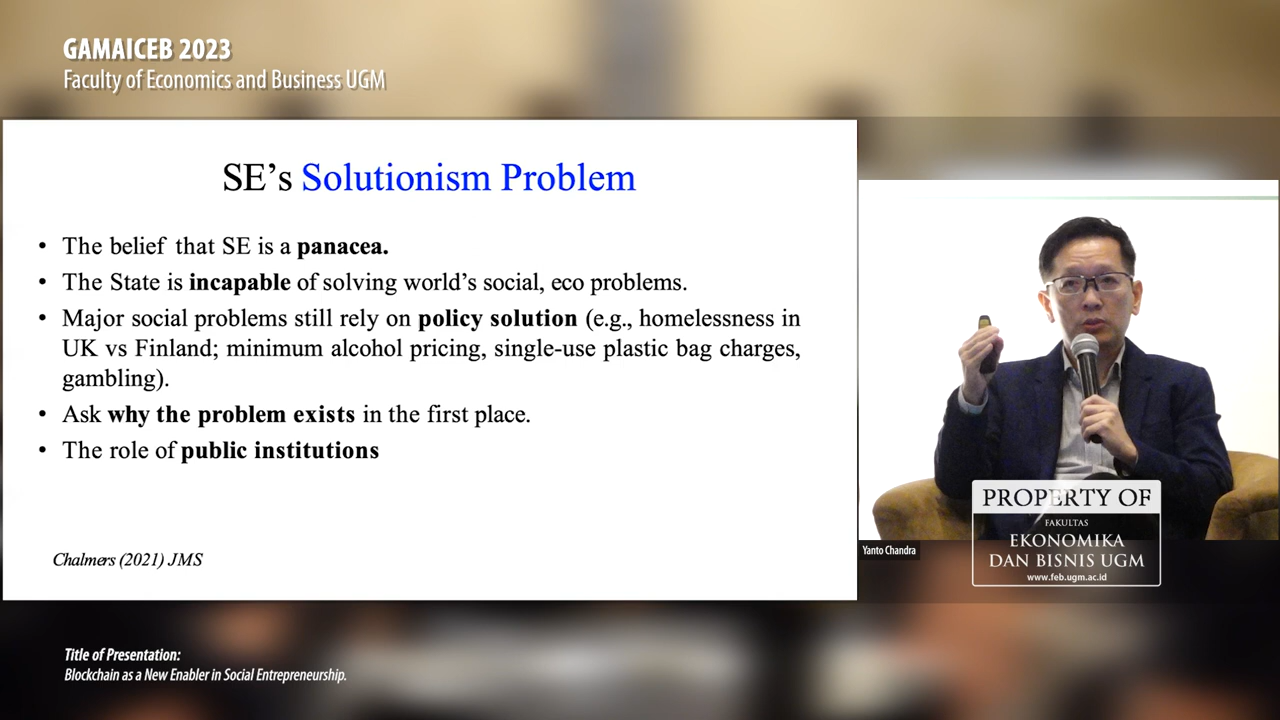 GAMAICEB 2023
Faculty of Economics and Business UGM
SE's Solutionism Problem
• The belief that SE is a panacea.
• The State is incapable of solving world's social, eco problems.
• Major social problems still rely on policy solution (e.g., homelessness in
UK vs Finland; minimum alcohol pricing, single-use plastic bag charges,
gambling).
• Ask why the problem exists in the first place.
• The role of public institutions
Chalmers (2021) JMS
Yanto Chandra
PROPERTY OF
FAKULTAS
EKONOMIKA
DAN BISNIS UGM
www.feb.ugm.ac.id
Title of Presentation:
Blockchain as a New Enabler in Social Entrepreneurship.